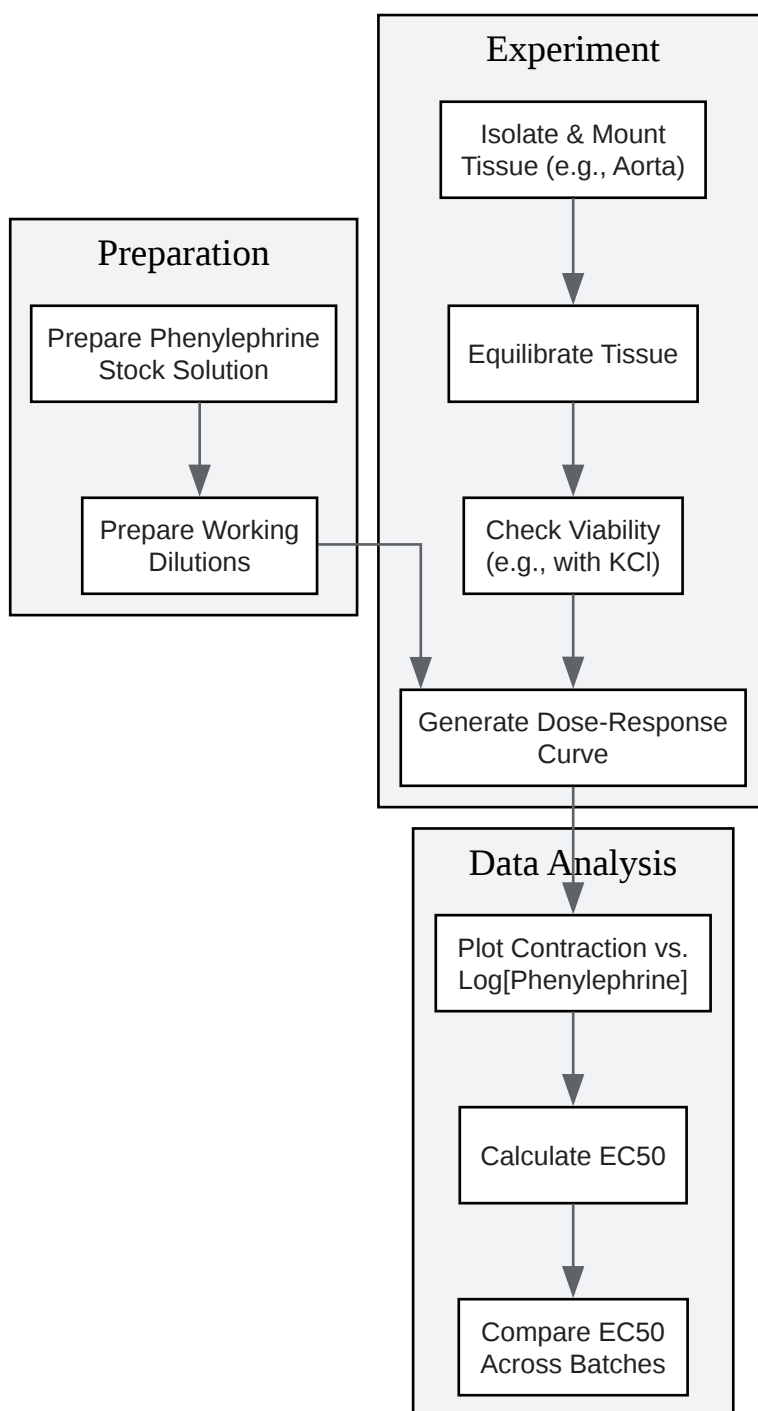 Experiment
Isolate & Mount
Tissue (e.g., Aorta)
Preparation
Prepare Phenylephrine
Stock Solution
Equilibrate Tissue
Prepare Working
Dilutions
Check Viability
(e.g., with KCl)
Generate Dose-Response
Curve
Data Analysis
Plot Contraction vs.
Log[Phenylephrine]
Calculate EC50
Compare EC50
Across Batches